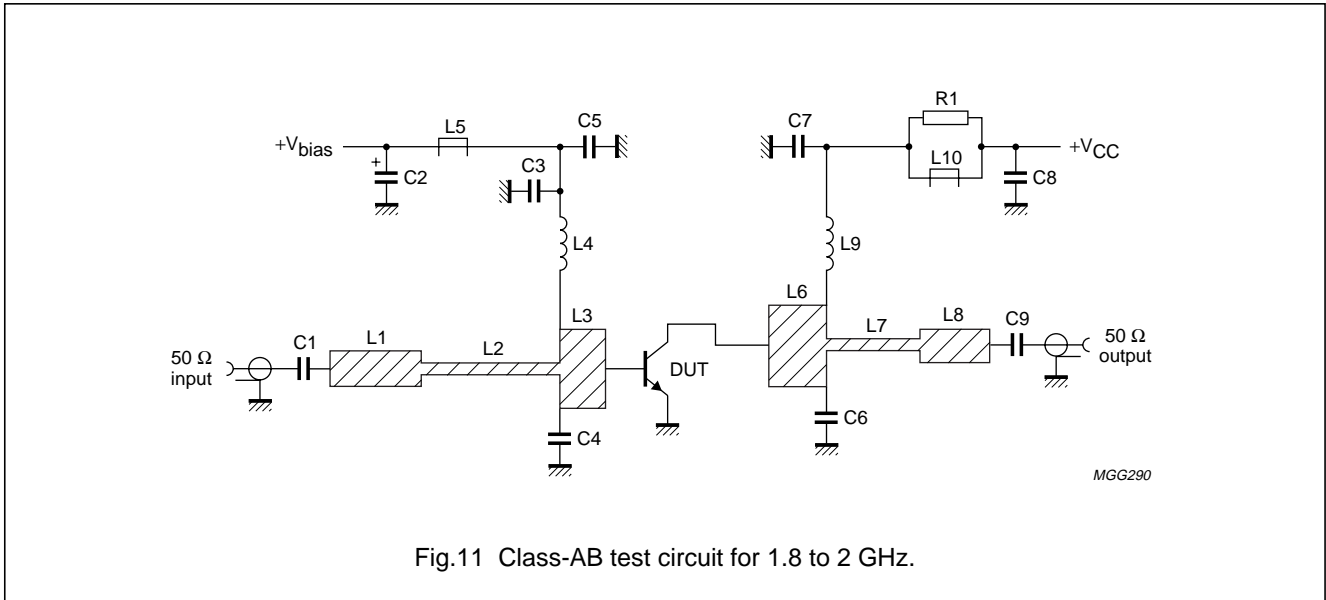 R1
C7
L5
C5
+Vbias
+VCC
+
C3
L10
C2
C8
L4
L9
L6
L3
L7
L8
C1
L1
C9
L2
50 Ω
input
50 Ω
output
DUT
C6
C4
MGG290
Fig.11 Class-AB test circuit for 1.8 to 2 GHz.